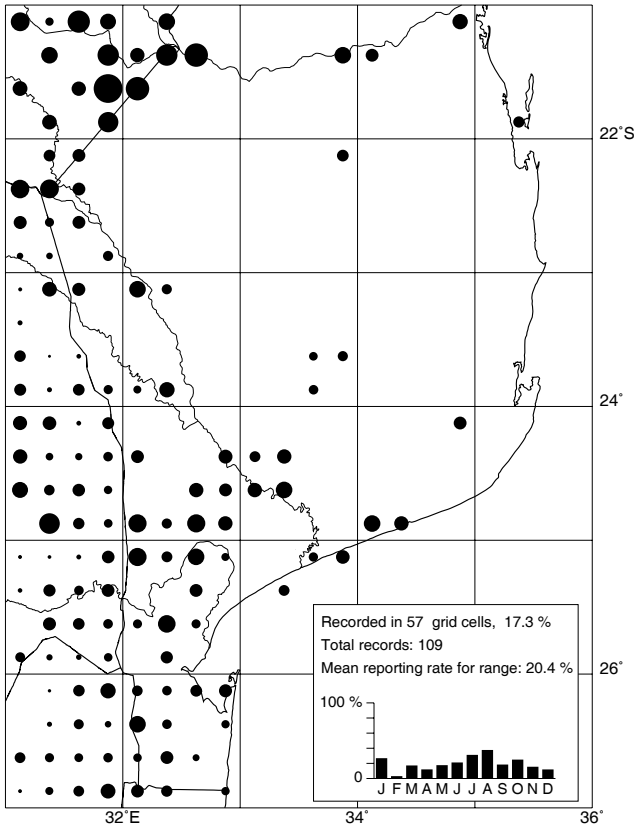 22°S
24°
Recorded in 57 grid cells, 17.3 %
Total records: 109
Mean reporting rate for range: 20.4 %
26°
100 %
0
J F M A M J J A S O N D
32°E 34° 36°